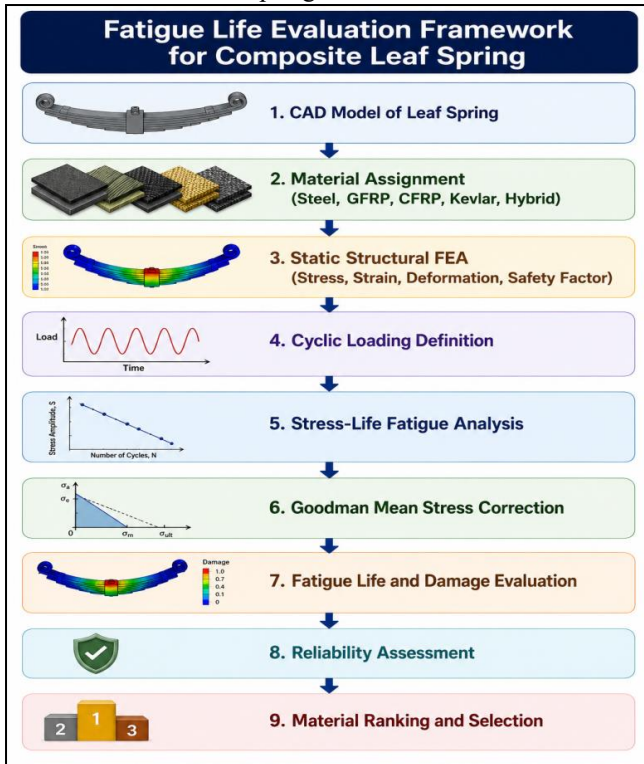 Fatigue Life Evaluation Framework
for Composite Leaf Spring
1. CAD Model of Leaf Spring
2. Material Assignment
(Steel, GFRP, CFRP, Kevlar, Hybrid)
3. Static Structural FEA
(Stress, Strain, Deformation, Safety Factor)
Load
Time
4. Cyclic Loading Definition
Stress Amplitude, S
Number of Cycles, N
5. Stress-Life Fatigue Analysis
σa
σe
0
σm
σult
6. Goodman Mean Stress Correction
Damage
1.0
0.7
0.4
0.1
0
7. Fatigue Life and Damage Evaluation
8. Reliability Assessment
2
1
3
9. Material Ranking and Selection